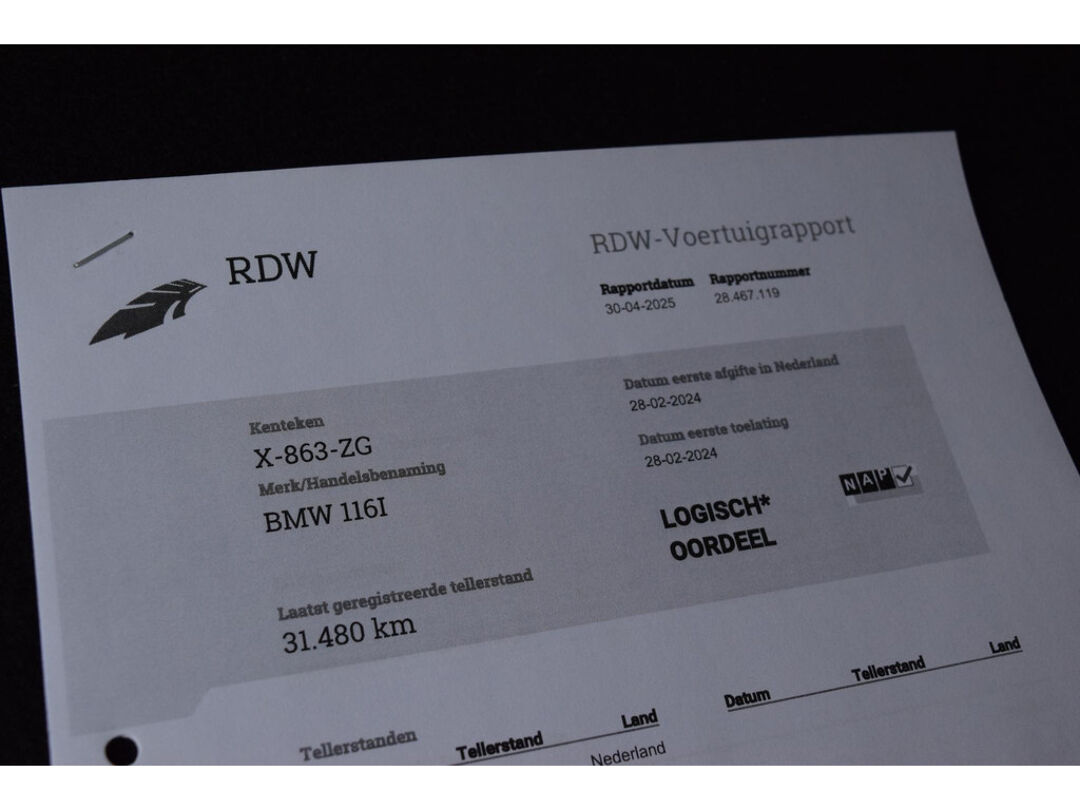 RDW
RDW-Voertuigrapport
Rapportdatum Rapportnummer
30-04-2025 28.467.119
Kenteken
X-863-ZG
Merk/Handelsbenaming
BMW 116I
Laatst geregistreerde tellerstand
31.480 km
Datum eerste afgifte in Nederland
28-02-2024
Datum eerste toelating
28-02-2024
LOGISCH*
OORDEEL
NAP
Tellerstanden Tellerstand Land
Nederland
Datum Tellerstand Land